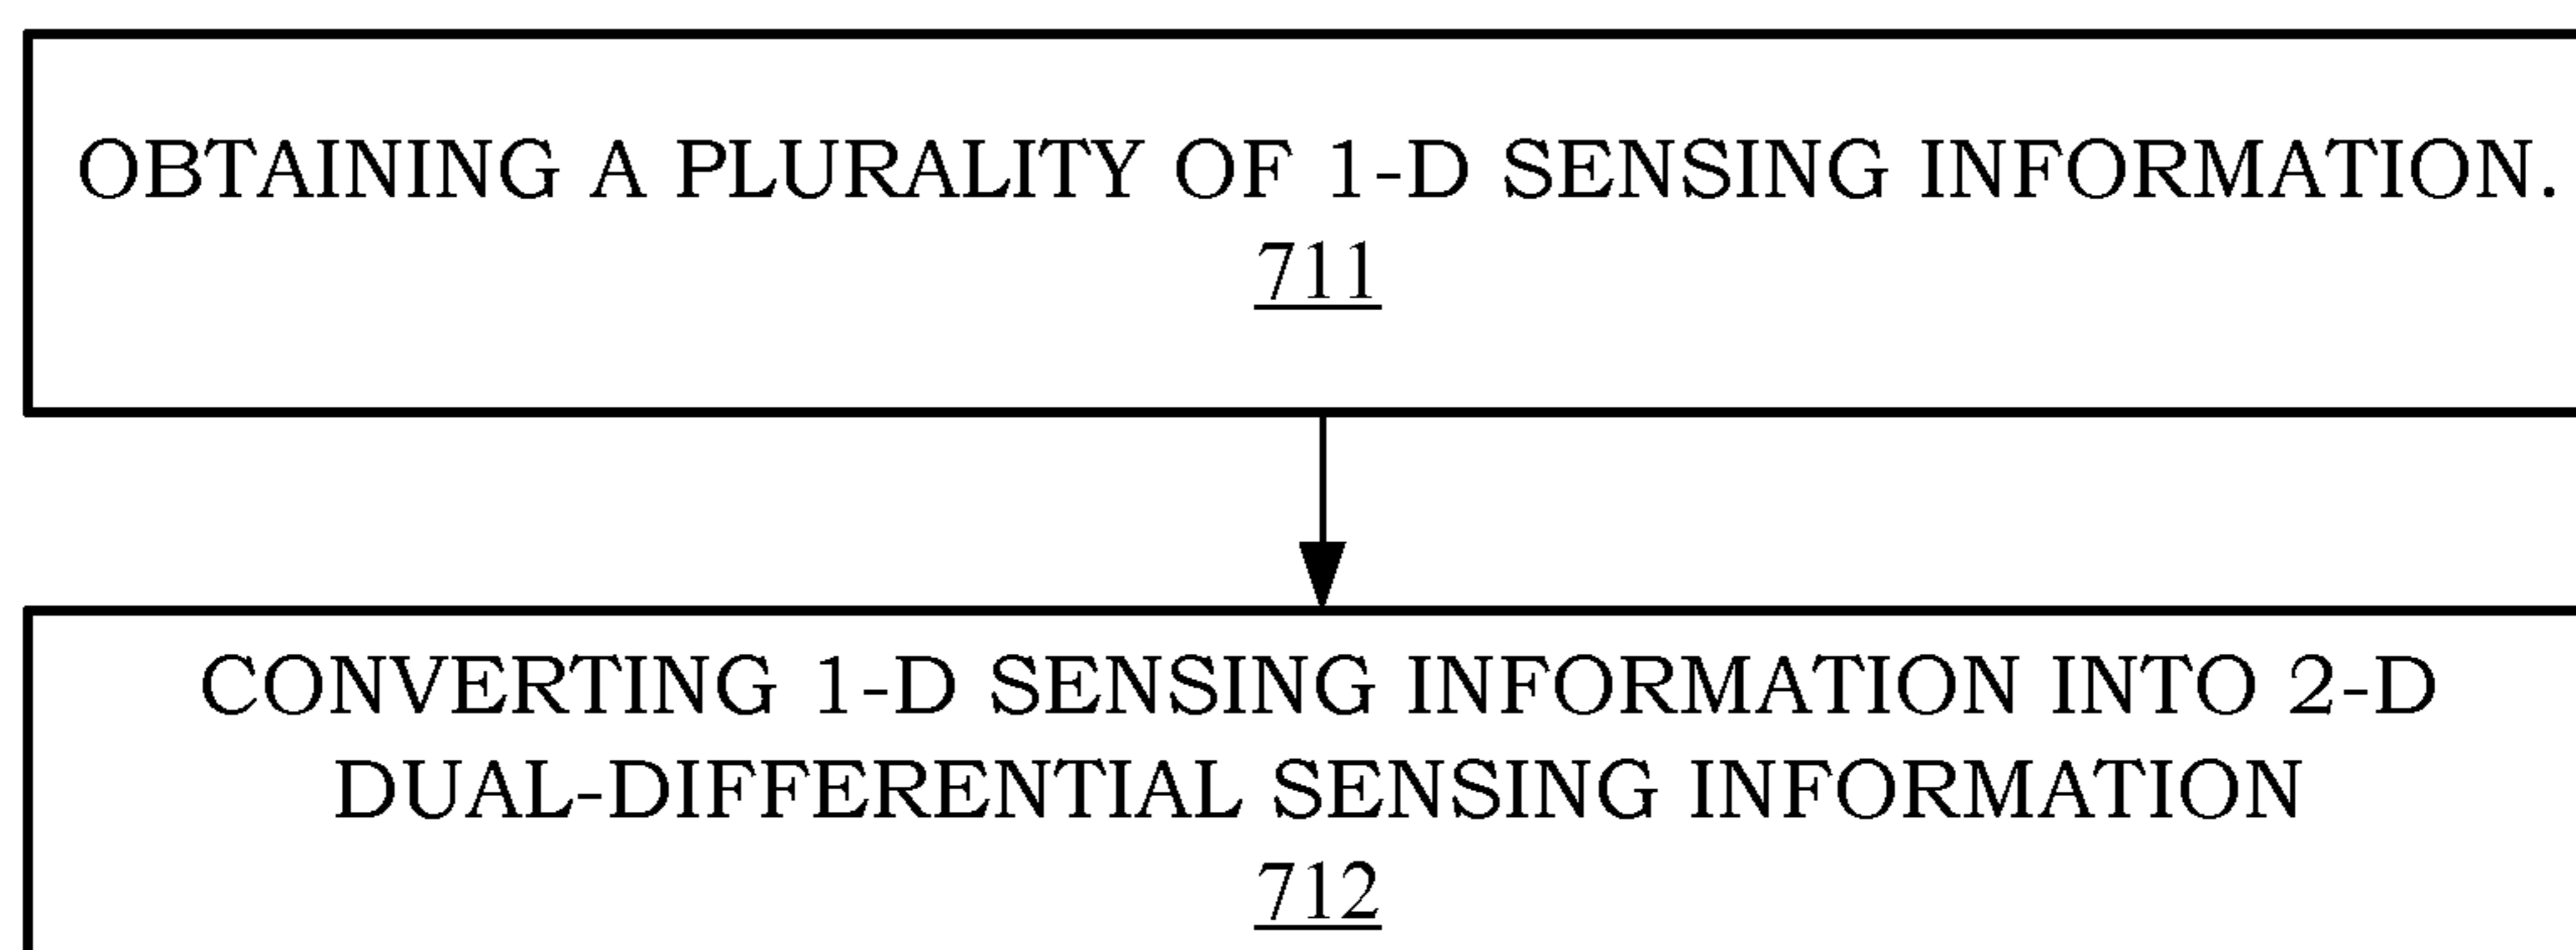 OBTAINING A PLURALITY OF 1-D SENSING INFORMATION.
711
CONVERTING 1-D SENSING INFORMATION INTO 2-D
DUAL-DIFFERENTIAL SENSING INFORMATION
712